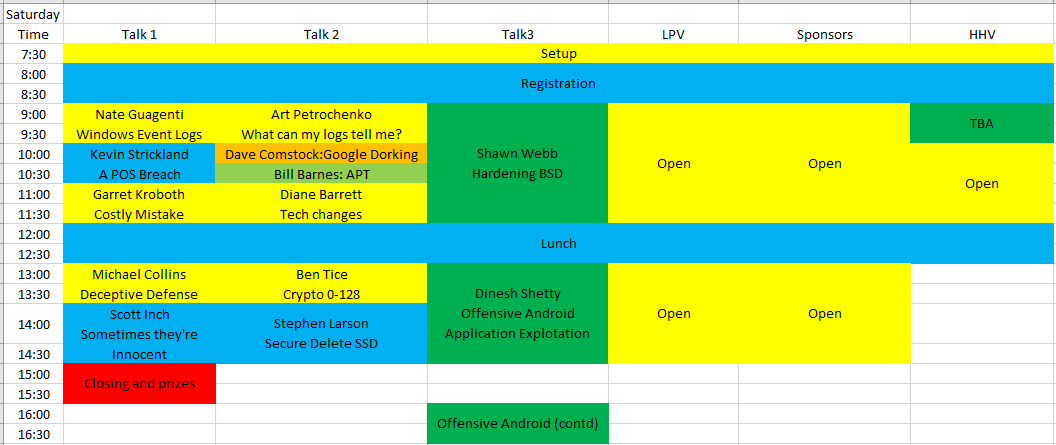 Saturday
Time Talk 1 Talk 2 Talk3 LPV Sponsors HHV
7:30 Setup
8:00
Registration
8:30
9:00 Nate Guagenti Art Petrochenko
TBA
9:30 Windows Event Logs What can my logs tell me?
10:00 Kevin Strickland Dave Comstock:Google Dorking Shawn Webb
Open Open
10:30 A POS Breach Bill Barnes: APT Hardening BSD
Open
11:00 Garret Kroboth Diane Barrett
11:30 Costly Mistake Tech changes
12:00
Lunch
12:30
13:00 Michael Collins Ben Tice
13:30 Deceptive Defense Crypto 0-128 Dinesh Shetty
Scott Inch Offensive Android Open Open
14:00 Stephen Larson
Sometimes they're Application Explotation
Secure Delete SSD
14:30 Innocent
15:00
Closing and prizes
15:30
16:00
Offensive Android (contd)
16:30